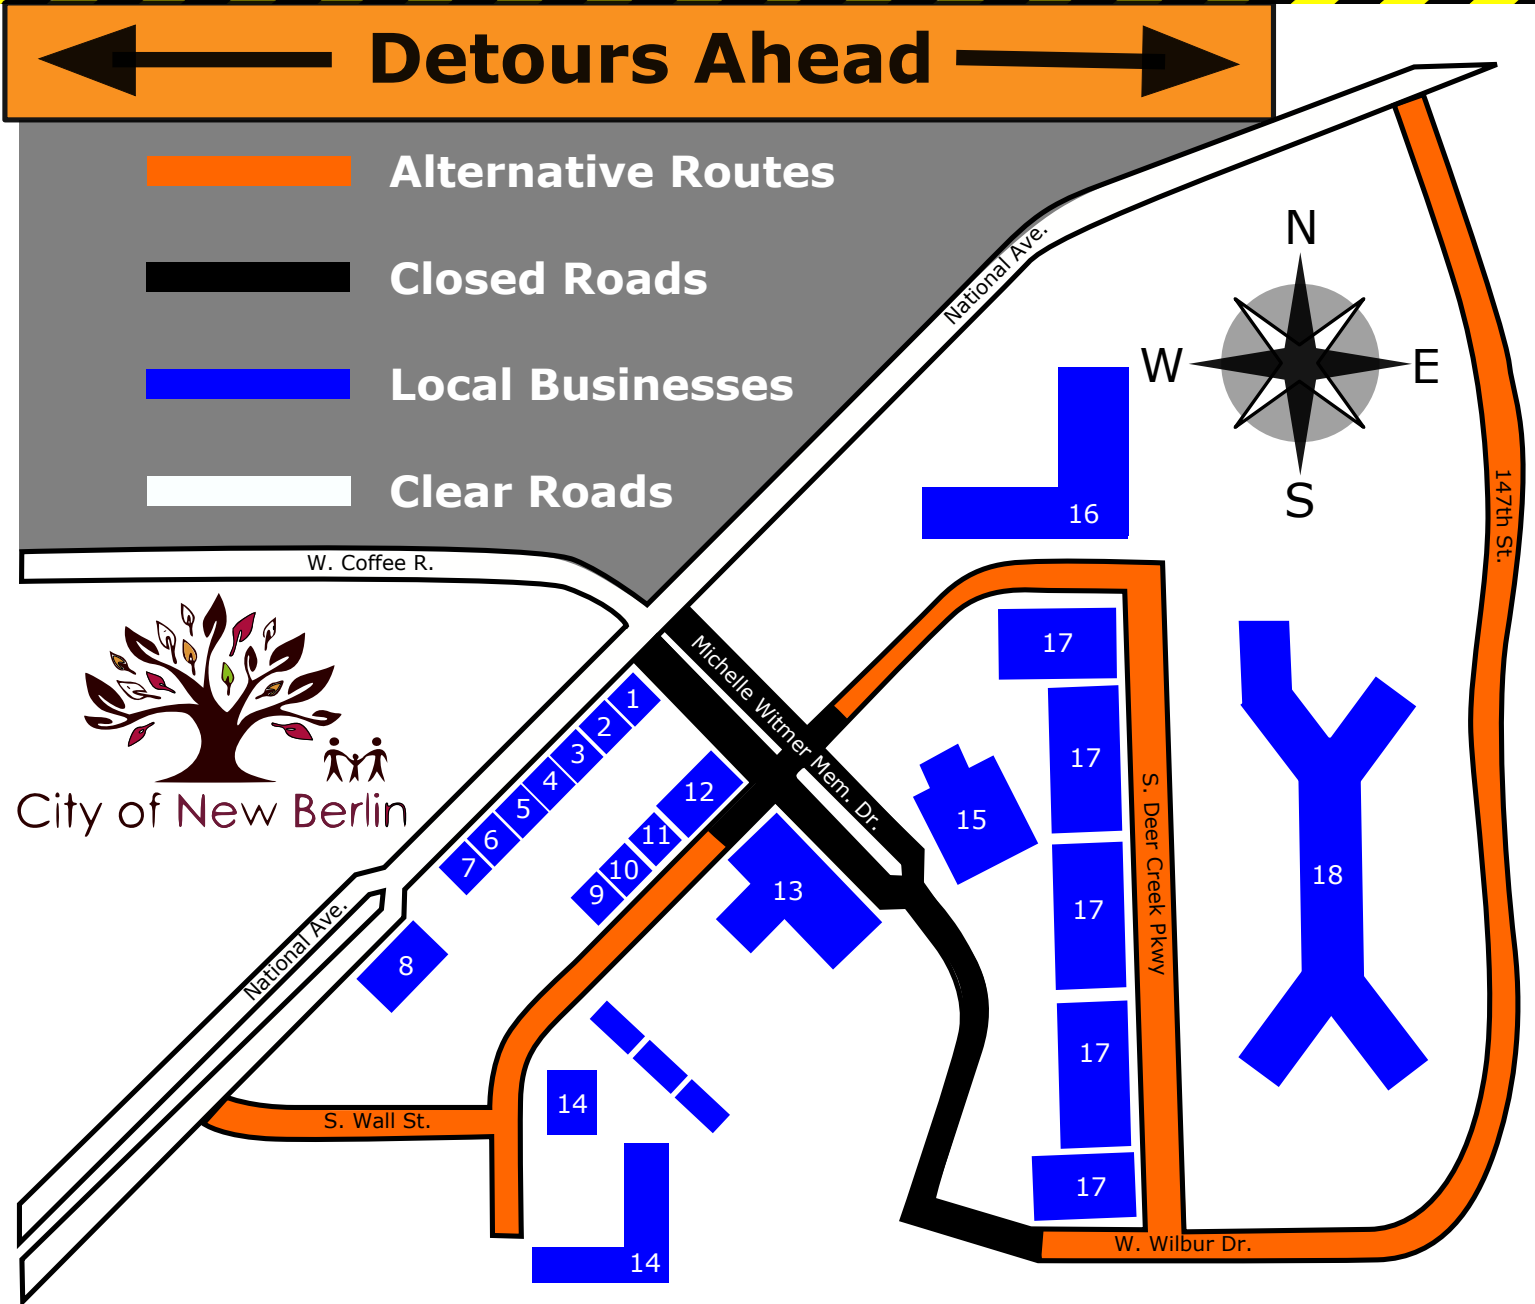 Detours Ahead
Alternative Routes
Closed Roads
Local Businesses
Clear Roads
National Ave.
N
W
E
S
W. Coffee R.
147th St.
16
Michelle Witmer Mem. Dr.
17
1
2
3
4
5
6
7
8
12
11
10
9
13
15
17
17
17
17
18
S. Deer Creek Pkwy
City of New Berlin
National Ave.
S. Wall St.
14
14
W. Wilbur Dr.